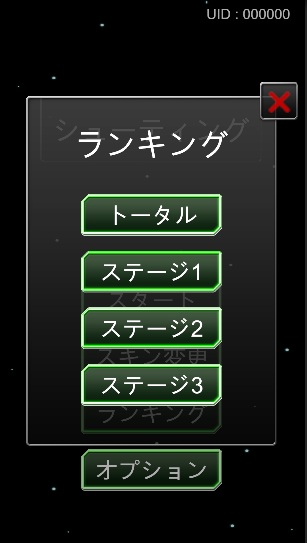 UID : 000000
シューティング
ランキング
トータル
ステージ1
スタート
ステージ2
スキン変更
ステージ3
ランキング
オプション